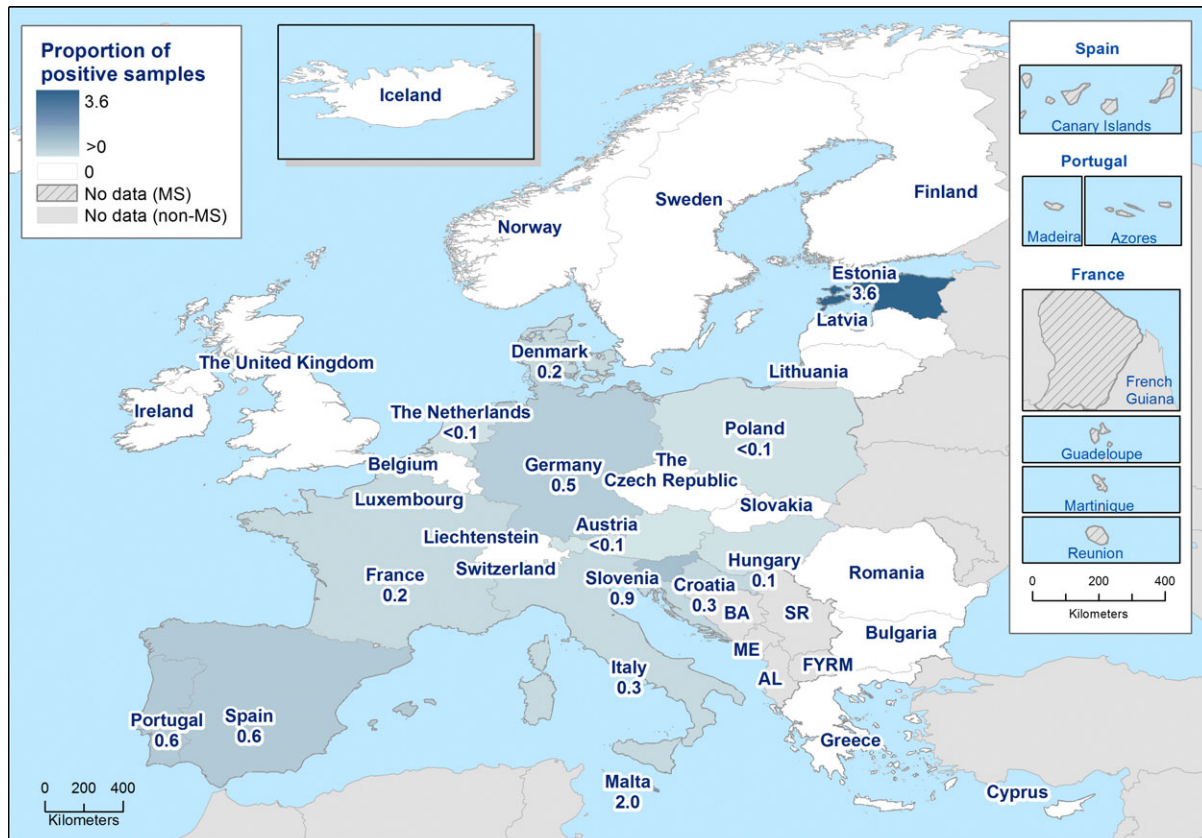 Proportion of
positive samples
3.6
>0
0
No data (MS)
No data (non-MS)
Iceland
Norway
Sweden
Finland
Estonia
3.6
Latvia
Lithuania
Denmark
0.2
The United Kingdom
Ireland
The Netherlands
<0.1
Poland
<0.1
Belgium
Germany
0.5
The
Czech Republic
Luxembourg
Slovakia
Austria
<0.1
Liechtenstein
Hungary
0.1
Switzerland
France
0.2
Slovenia
0.9
Croatia
0.3
Romania
BA
SR
Bulgaria
ME
FYRM
AL
Italy
0.3
Portugal
0.6
Spain
0.6
Greece
Malta
2.0
Cyprus
0 200 400
Kilometers
Spain
Canary Islands
Portugal
Madeira
Azores
France
French
Guiana
Guadeloupe
Martinique
Reunion
0 200 400
Kilometers